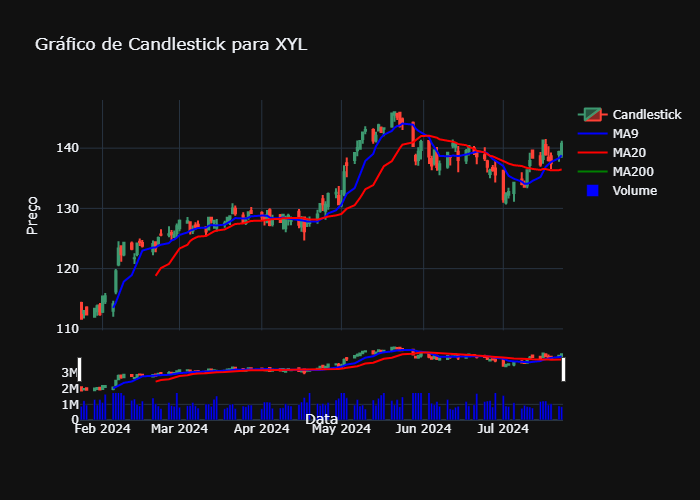 Gráfico de Candlestick para XYL
Candlestick
MA9
MA20
MA200
Volume
Preço
140
130
120
110
3M
2M
1M
0
Data
Feb 2024
Mar 2024
Apr 2024
May 2024
Jun 2024
Jul 2024